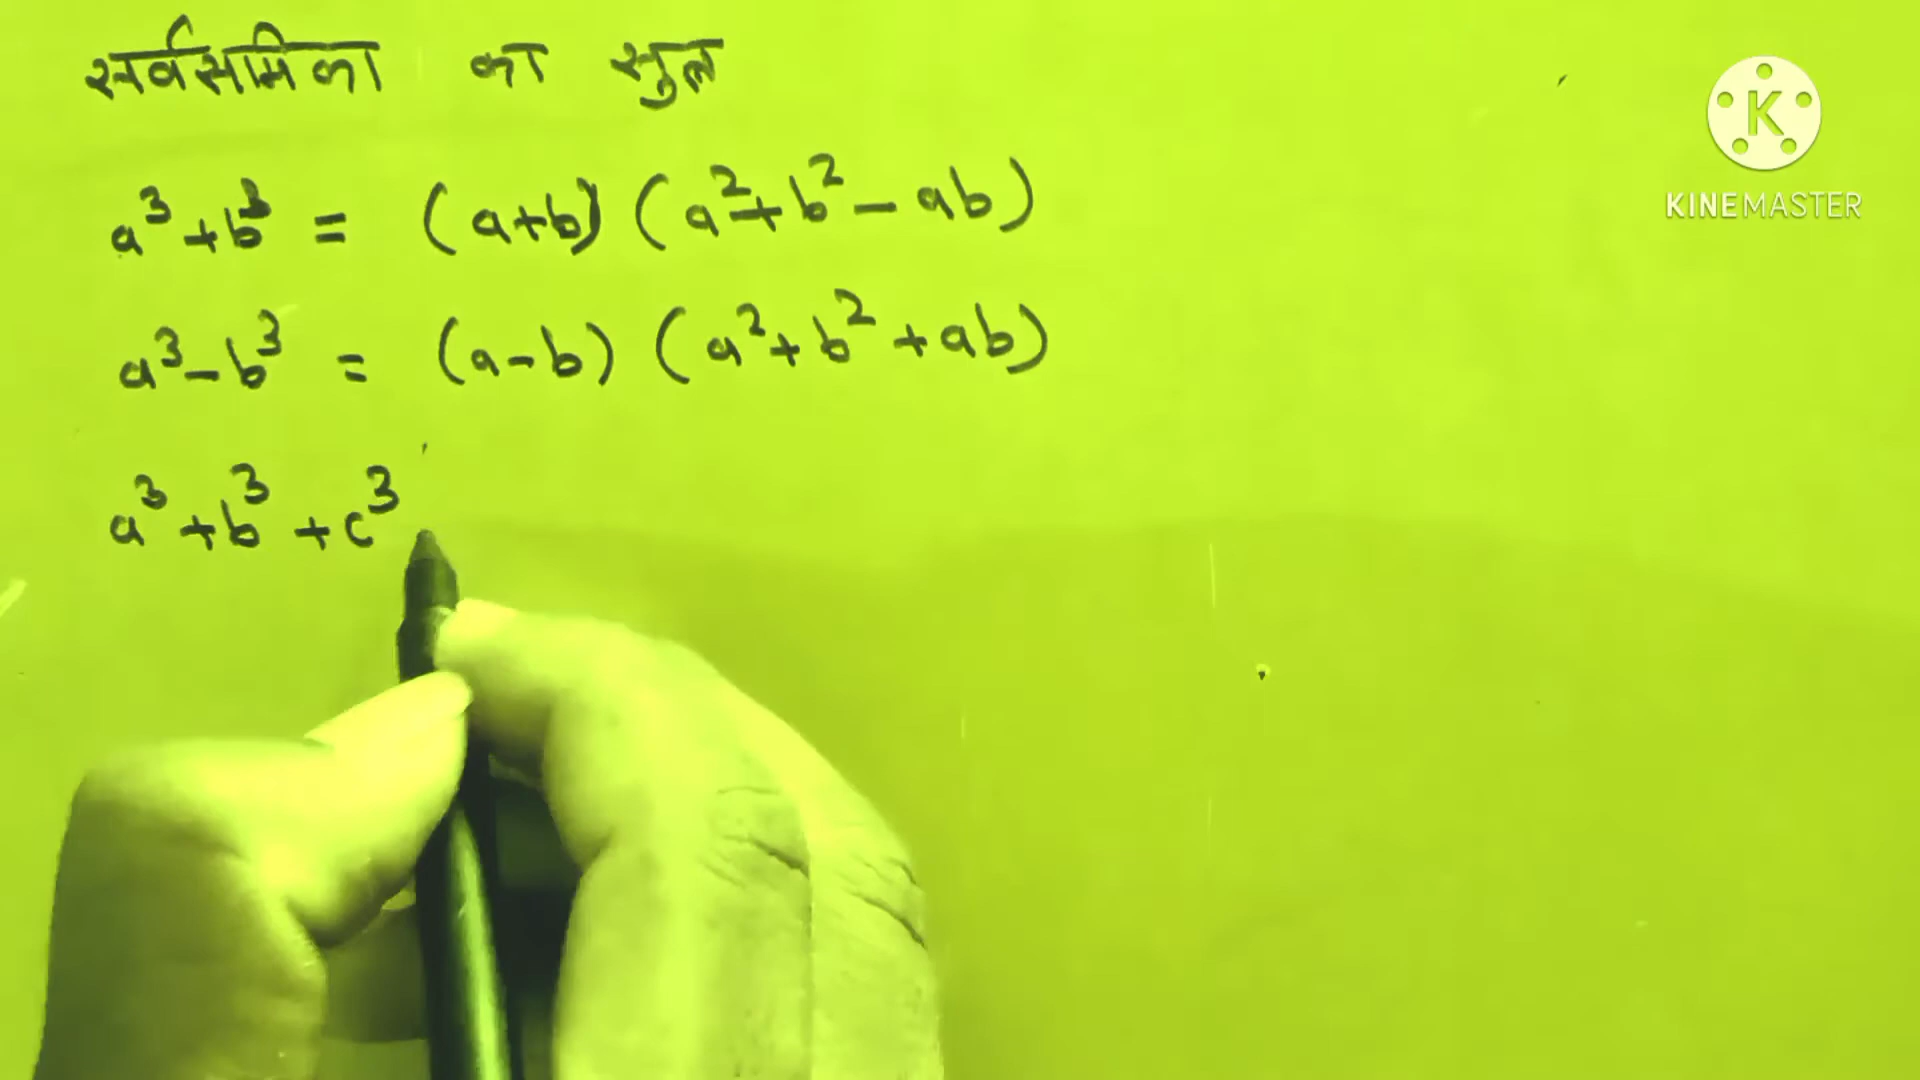 सर्वसमिका का सुत्र
a³ + b³ = (a+b) (a² + b² - ab)
a³ - b³ = (a - b) (a² + b² + ab)
a³ + b³ + c³
K
KINEMASTER